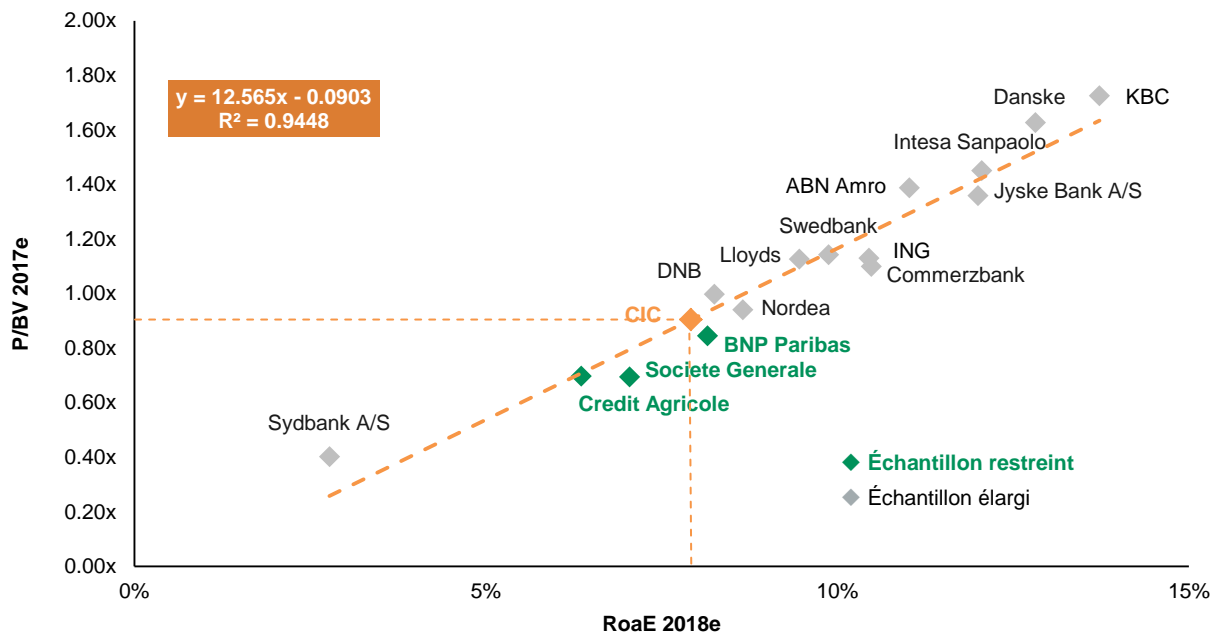 2.00x
1.80x
1.60x
1.40x
1.20x
1.00x
0.80x
0.60x
0.40x
0.20x
0.00x
P/BV 2017e
y = 12.565x - 0.0903
R² = 0.9448
Danske
KBC
Intesa Sanpaolo
ABN Amro
Jyske Bank A/S
Swedbank
Lloyds
ING
Commerzbank
DNB
Nordea
CIC
BNP Paribas
Societe Generale
Credit Agricole
Sydbank A/S
Échantillon restreint
Échantillon élargi
0%
5%
10%
15%
RoaE 2018e